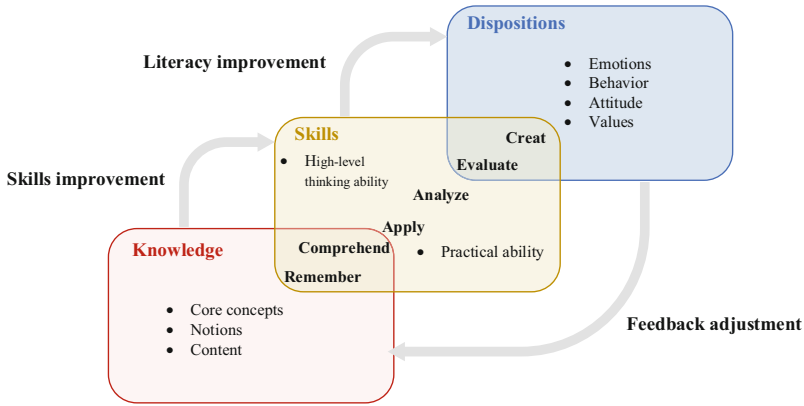 Dispositions
• Emotions
• Behavior
• Attitude
• Values
Literacy improvement
Skills
• High-level
thinking ability
Creat
Evaluate
Analyze
Apply
• Practical ability
Skills improvement
Knowledge
Comprehend
Remember
• Core concepts
• Notions
• Content
Feedback adjustment